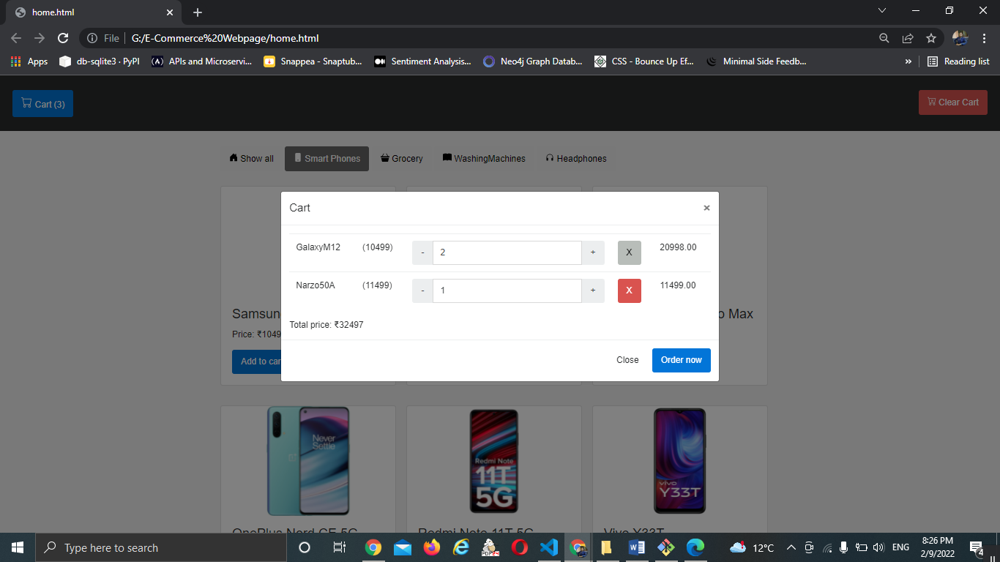 home.html
File G:/E-Commerce%20Webpage/home.html
Apps db-sqlite3 · PyPI APIs and Microservi... Snappea - Snaptub... Sentiment Analysis... Neo4j Graph Datab... CSS - Bounce Up Ef... Minimal Side Feedb... » Reading list
Cart (3) Clear Cart
Show all Smart Phones Grocery WashingMachines Headphones
Cart ×
GalaxyM12 (10499) - 2 + X 20998.00
Narzo50A (11499) - 1 + X 11499.00
Total price: ₹32497
Close Order now
Samsun
o Max
Price: ₹1049
Add to car
Never
Settle
Redmi Note
11T
5G
vivo
Y33T
OnePlus Nord CE 5G Redmi Note 11T 5G Vivo Y33T
Type here to search
PDF24
12°C ENG
8:26 PM
2/9/2022
4